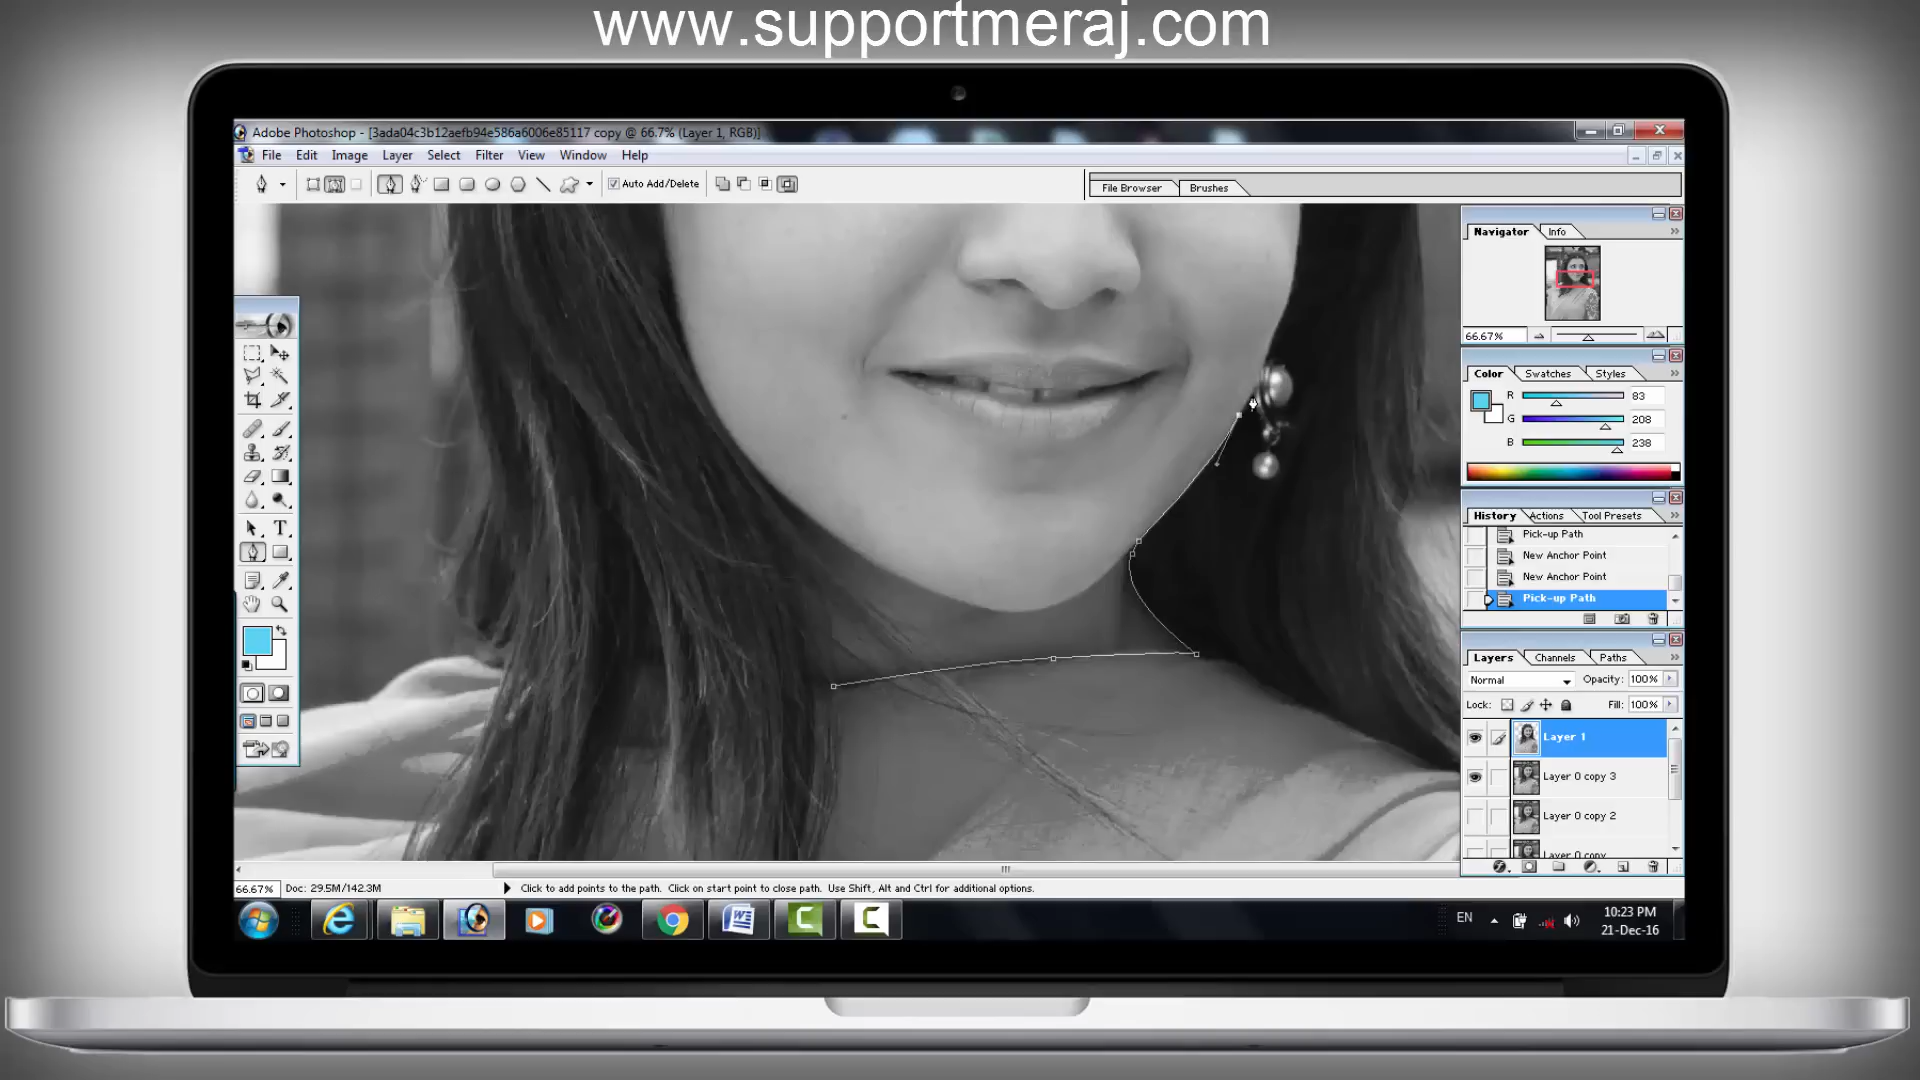 www.supportmeraj.com
Adobe Photoshop - [3ada04c3b12aefb94e586a6006e85117 copy @ 66.7% (Layer 1, RGB)]
File Edit Image Layer Select Filter View Window Help
Auto Add/Delete
File Browser Brushes
Navigator Info
66.67%
Color Swatches Styles
R 83
G 208
B 238
History Actions Tool Presets
Pick-up Path
New Anchor Point
New Anchor Point
Pick-up Path
Layers Channels Paths
Normal Opacity: 100%
Lock: Fill: 100%
Layer 1
Layer 0 copy 3
Layer 0 copy 2
Layer 0 copy
66.67% Doc: 29.5M/142.3M Click to add points to the path. Click on start point to close path. Use Shift, Alt and Ctrl for additional options.
EN
10:23 PM
21-Dec-16